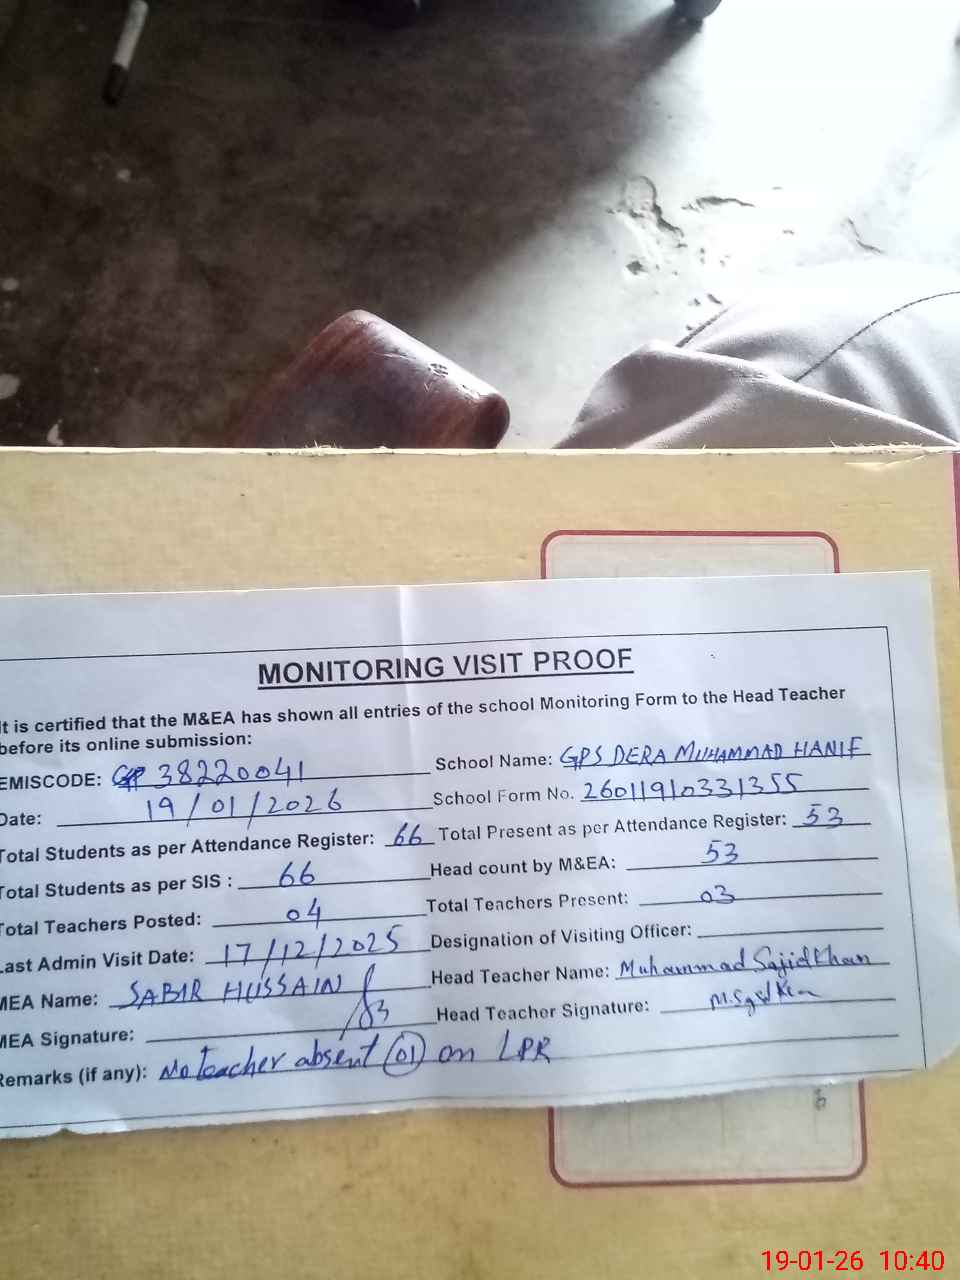 MONITORING VISIT PROOF
It is certified that the M&EA has shown all entries of the school Monitoring Form to the Head Teacher
before its online submission:
EMISCODE: 38220041 School Name: GPS DERA MUHAMMAD HANIF
Date: 19/01/2026 School Form No. 26011910331355
Total Students as per Attendance Register: 66 Total Present as per Attendance Register: 53
Total Students as per SIS : 66 Head count by M&EA: 53
Total Teachers Posted: 04 Total Teachers Present: 03
Last Admin Visit Date: 17/12/2025 Designation of Visiting Officer:
MEA Name: SABIR HUSSAIN Head Teacher Name: Muhammad Sajid Khan
MEA Signature: Head Teacher Signature:
Remarks (if any): No teacher absent 01 on LPR
19-01-26 10:40